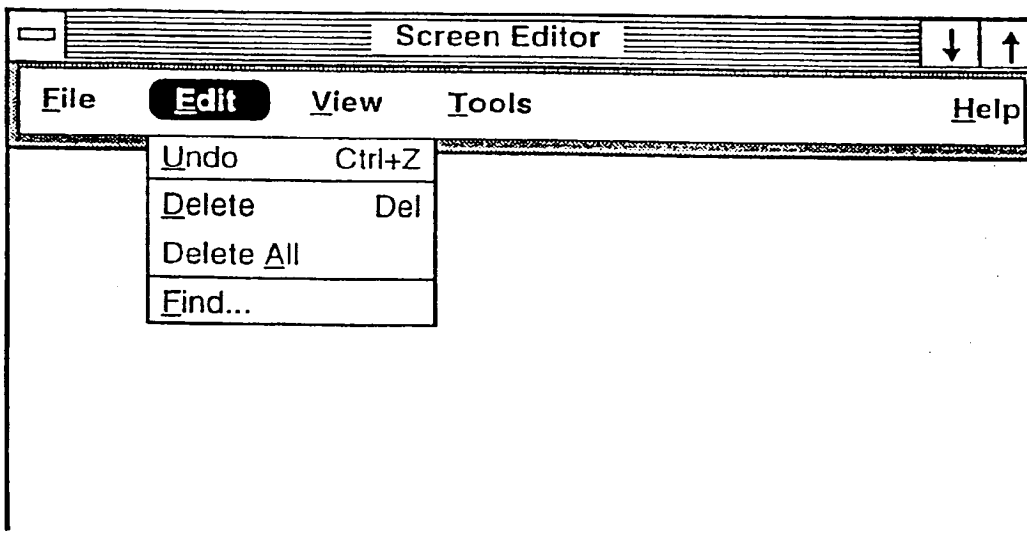 Screen Editor
File Edit View Tools Help
Undo Ctrl+Z
Delete Del
Delete All
Find...